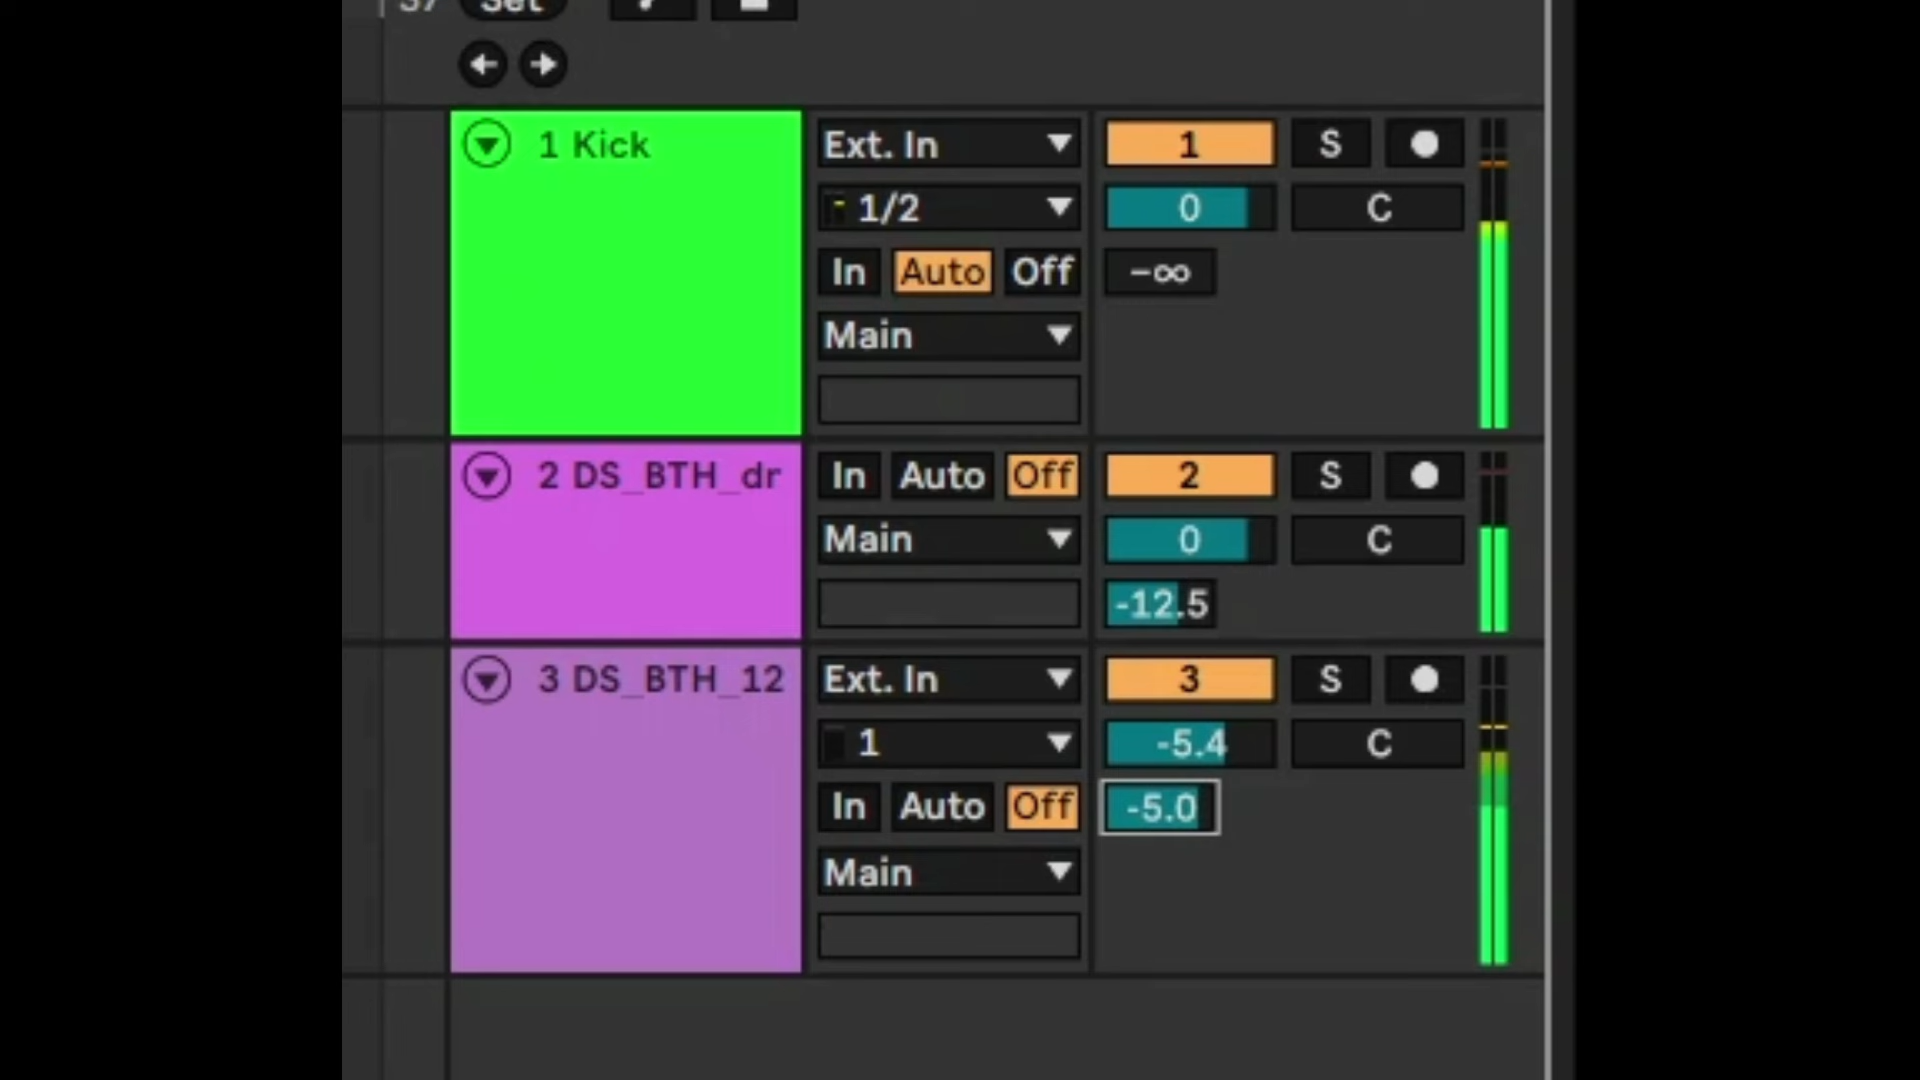 Set
1 Kick
Ext. In
1
S
1/2
0
C
In Auto Off
-∞
Main
2 DS_BTH_dr
In Auto Off
2
S
Main
0
C
-12.5
3 DS_BTH_12
Ext. In
3
S
1
-5.4
C
In Auto Off
-5.0
Main